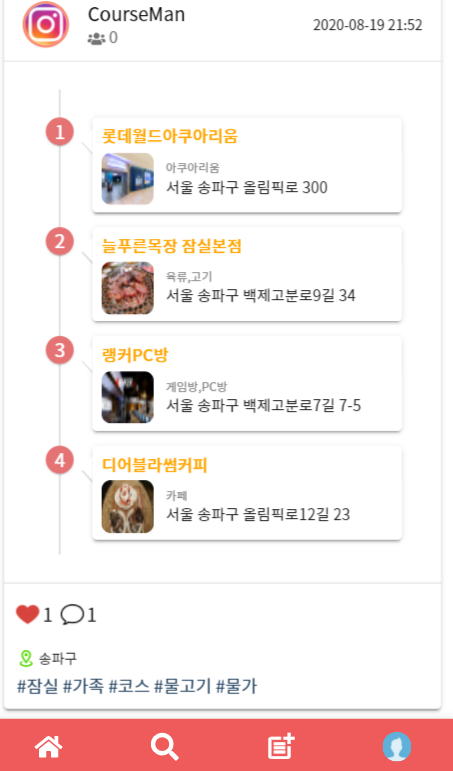 CourseMan
0
2020-08-19 21:52
1
롯데월드아쿠아리움
아쿠아리움
서울 송파구 올림픽로 300
2
늘푸른목장 잠실본점
육류,고기
서울 송파구 백제고분로9길 34
3
랭커PC방
게임방,PC방
서울 송파구 백제고분로7길 7-5
4
디어블라썸커피
카페
서울 송파구 올림픽로12길 23
1 1
송파구
#잠실 #가족 #코스 #물고기 #물가